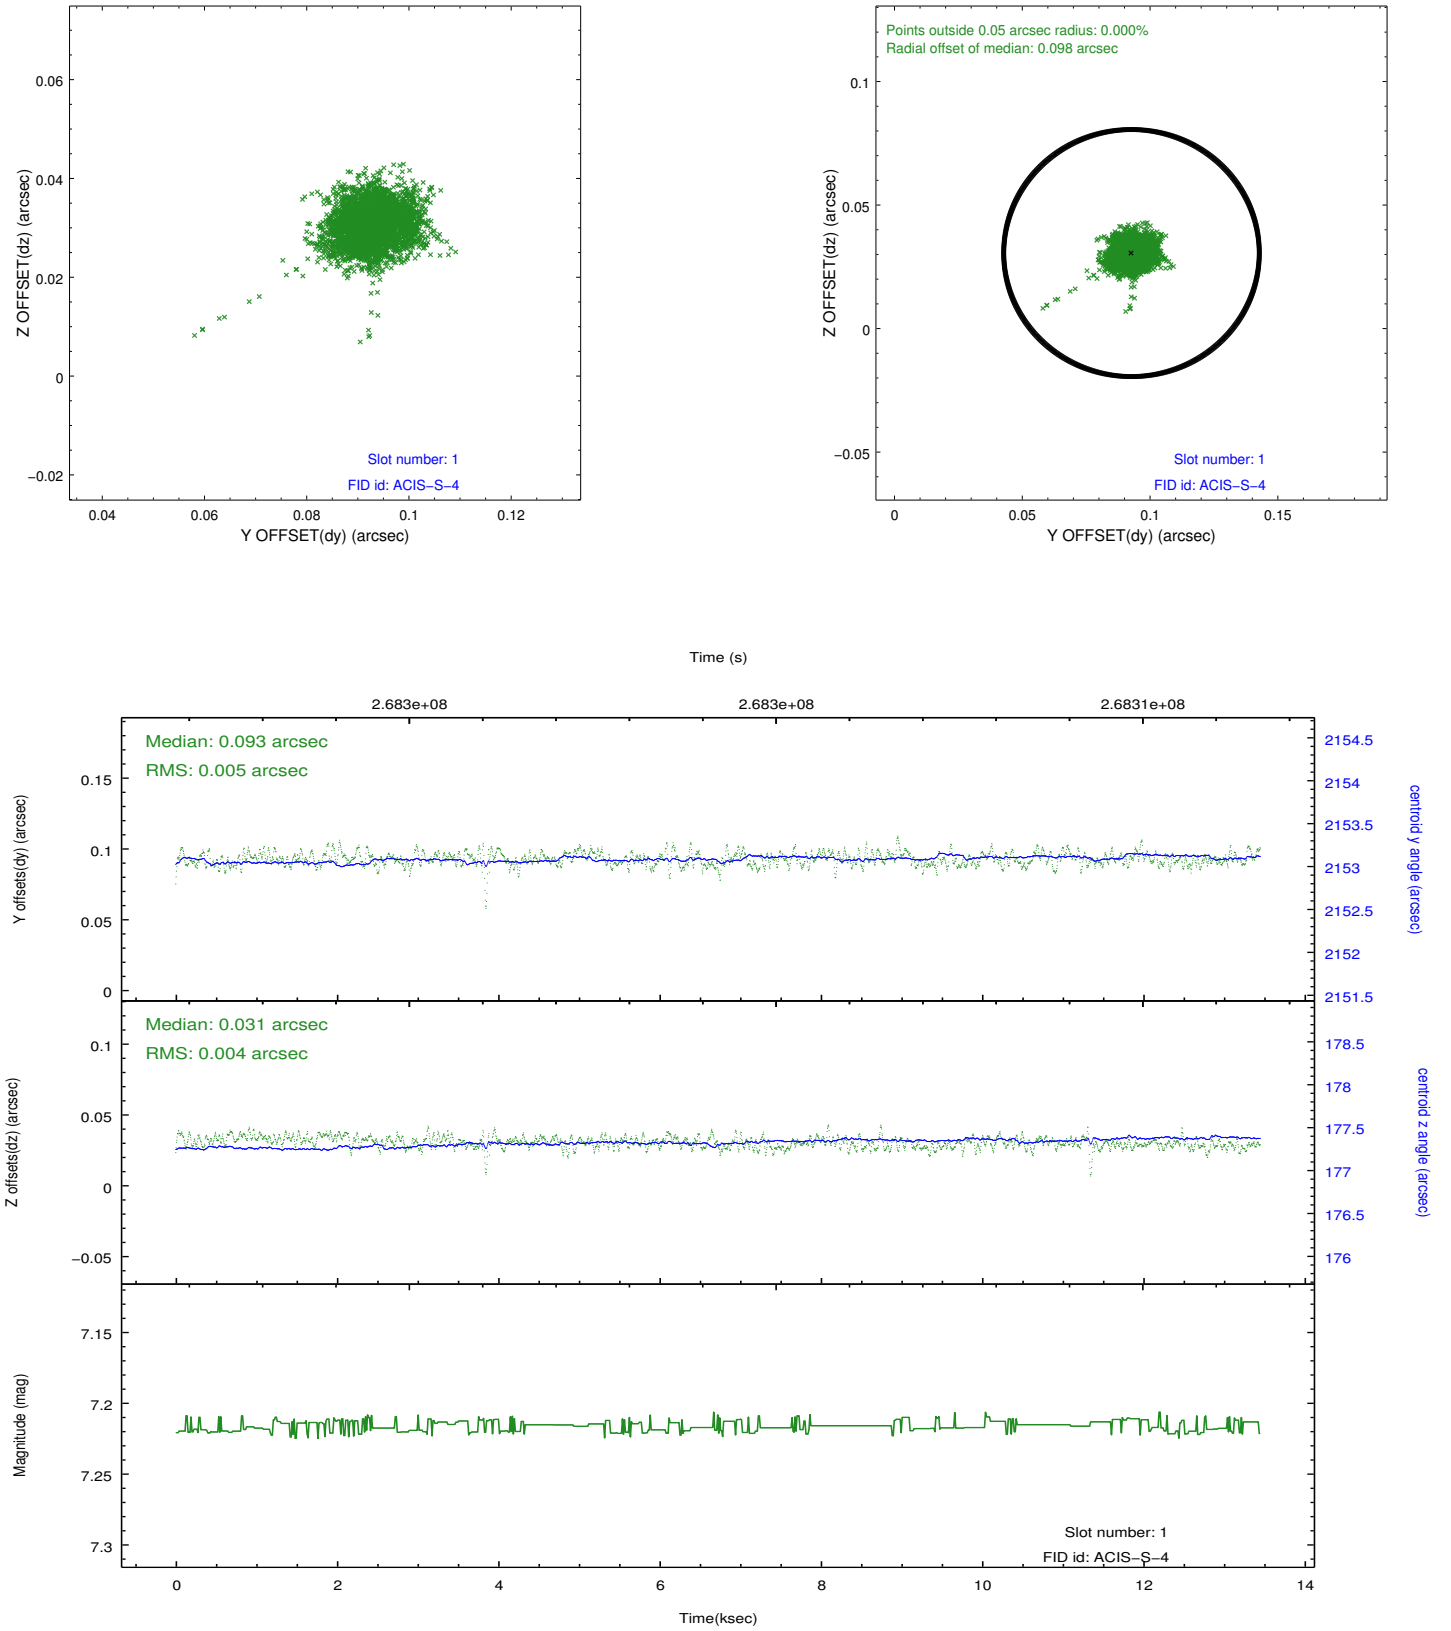 0.06
0.04
0.02
0
−0.02
Z OFFSET(dz) (arcsec)
Slot number: 1
FID id: ACIS−S−4
0.04 0.06 0.08 0.1 0.12
Y OFFSET(dy) (arcsec)
Points outside 0.05 arcsec radius: 0.000%
Radial offset of median: 0.098 arcsec
0.1
0.05
0
−0.05
Z OFFSET(dz) (arcsec)
Slot number: 1
FID id: ACIS−S−4
0 0.05 0.1 0.15
Y OFFSET(dy) (arcsec)
Time (s)
2.683e+08 2.683e+08 2.6831e+08
Median: 0.093 arcsec
RMS: 0.005 arcsec
0.15
0.1
0.05
0
Y offsets(dy) (arcsec)
2154.5
2154
2153.5
2153
2152.5
2152
2151.5
centroid y angle (arcsec)
Median: 0.031 arcsec
RMS: 0.004 arcsec
0.1
0.05
0
−0.05
Z offsets(dz) (arcsec)
178.5
178
177.5
177
176.5
176
centroid z angle (arcsec)
7.15
7.2
7.25
7.3
Magnitude (mag)
Slot number: 1
FID id: ACIS−S−4
0 2 4 6 8 10 12 14
Time(ksec)